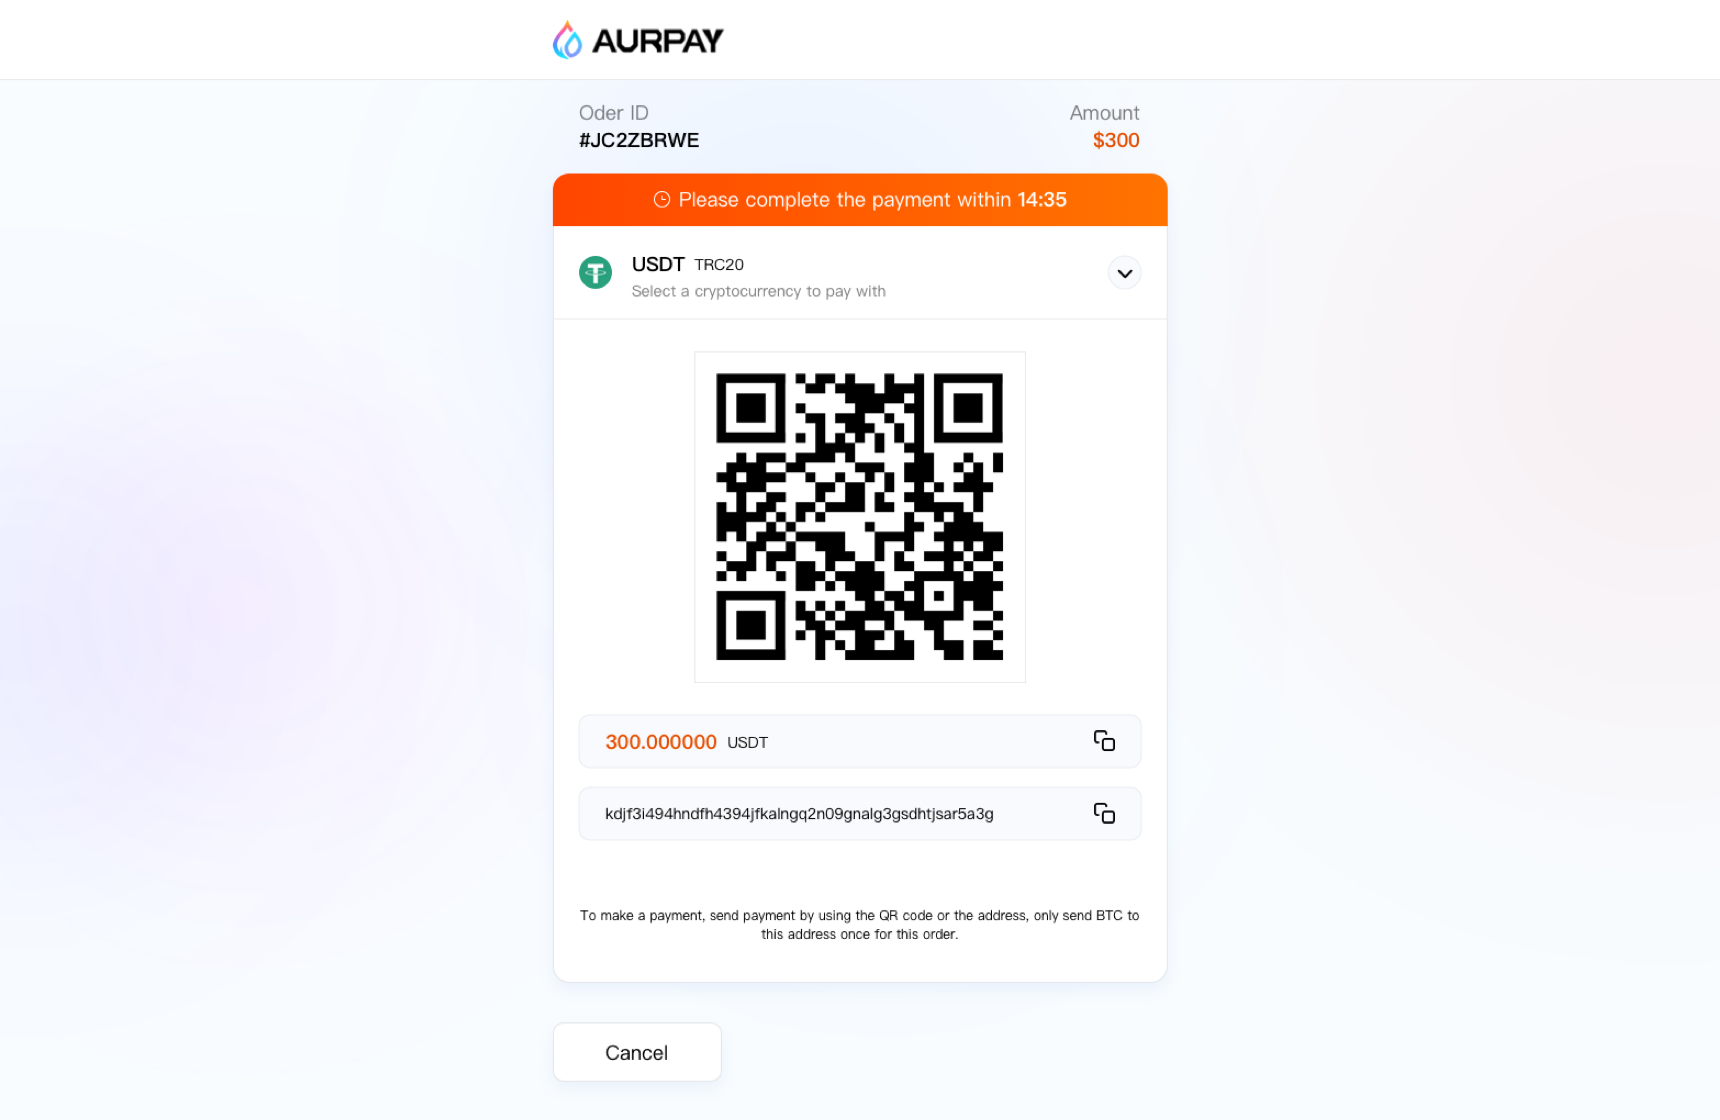 AURPAY
Oder ID
Amount
#JC2ZBRWE
$300
Please complete the payment within 14:35
USDT TRC20
Select a cryptocurrency to pay with
300.000000 USDT
kdjf3i494hndfh4394jfkalngq2n09gnalg3gsdhtjsar5a3g
To make a payment, send payment by using the QR code or the address, only send BTC to
this address once for this order.
Cancel